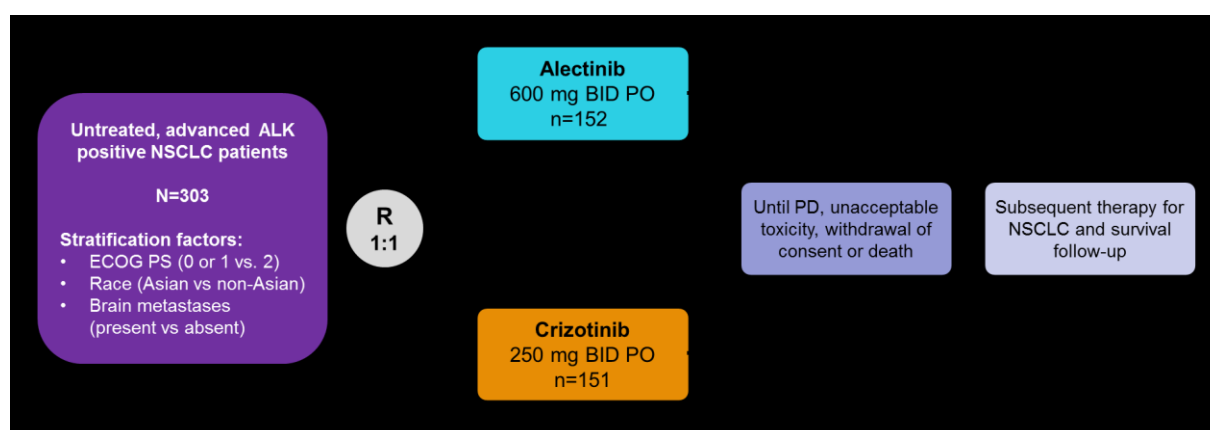 Untreated, advanced ALK
positive NSCLC patients
N=303
Stratification factors:
• ECOG PS (0 or 1 vs. 2)
• Race (Asian vs non-Asian)
• Brain metastases
(present vs absent)
R
1:1
Alectinib
600 mg BID PO
n=152
Crizotinib
250 mg BID PO
n=151
Until PD, unacceptable
toxicity, withdrawal of
consent or death
Subsequent therapy for
NSCLC and survival
follow-up